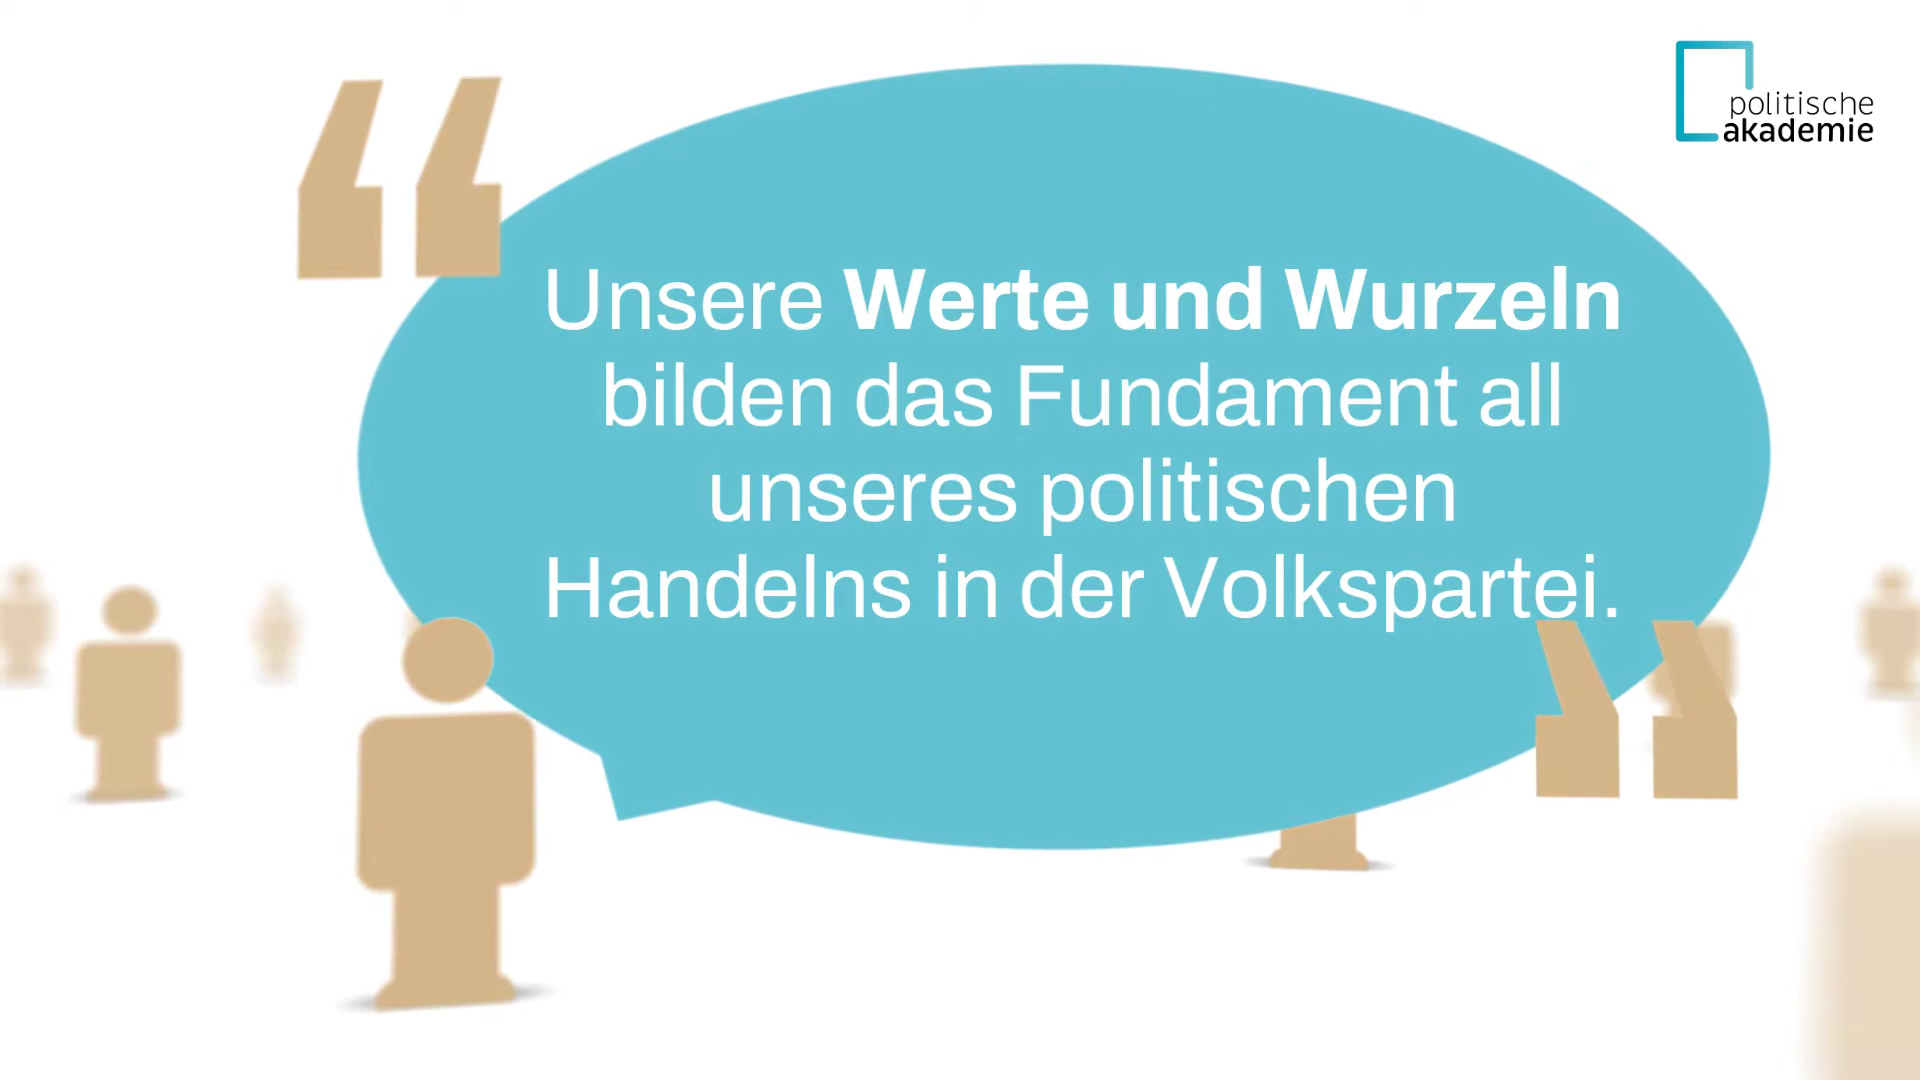 politische
akademie
Unsere Werte und Wurzeln
bilden das Fundament all
unseres politischen
Handelns in der Volkspartei.